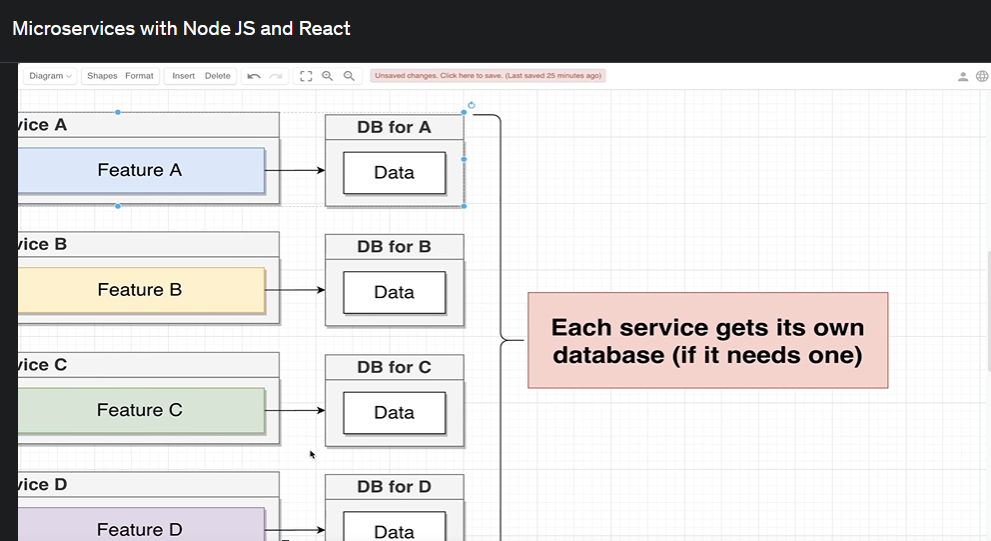 Microservices with Node JS and React
Diagram Shapes Format Insert Delete Unsaved changes. Click here to save. (Last saved 25 minutes ago)
vice A
Feature A
DB for A
Data
vice B
Feature B
DB for B
Data
Each service gets its own
database (if it needs one)
vice C
Feature C
DB for C
Data
vice D
Feature D
DB for D
Data